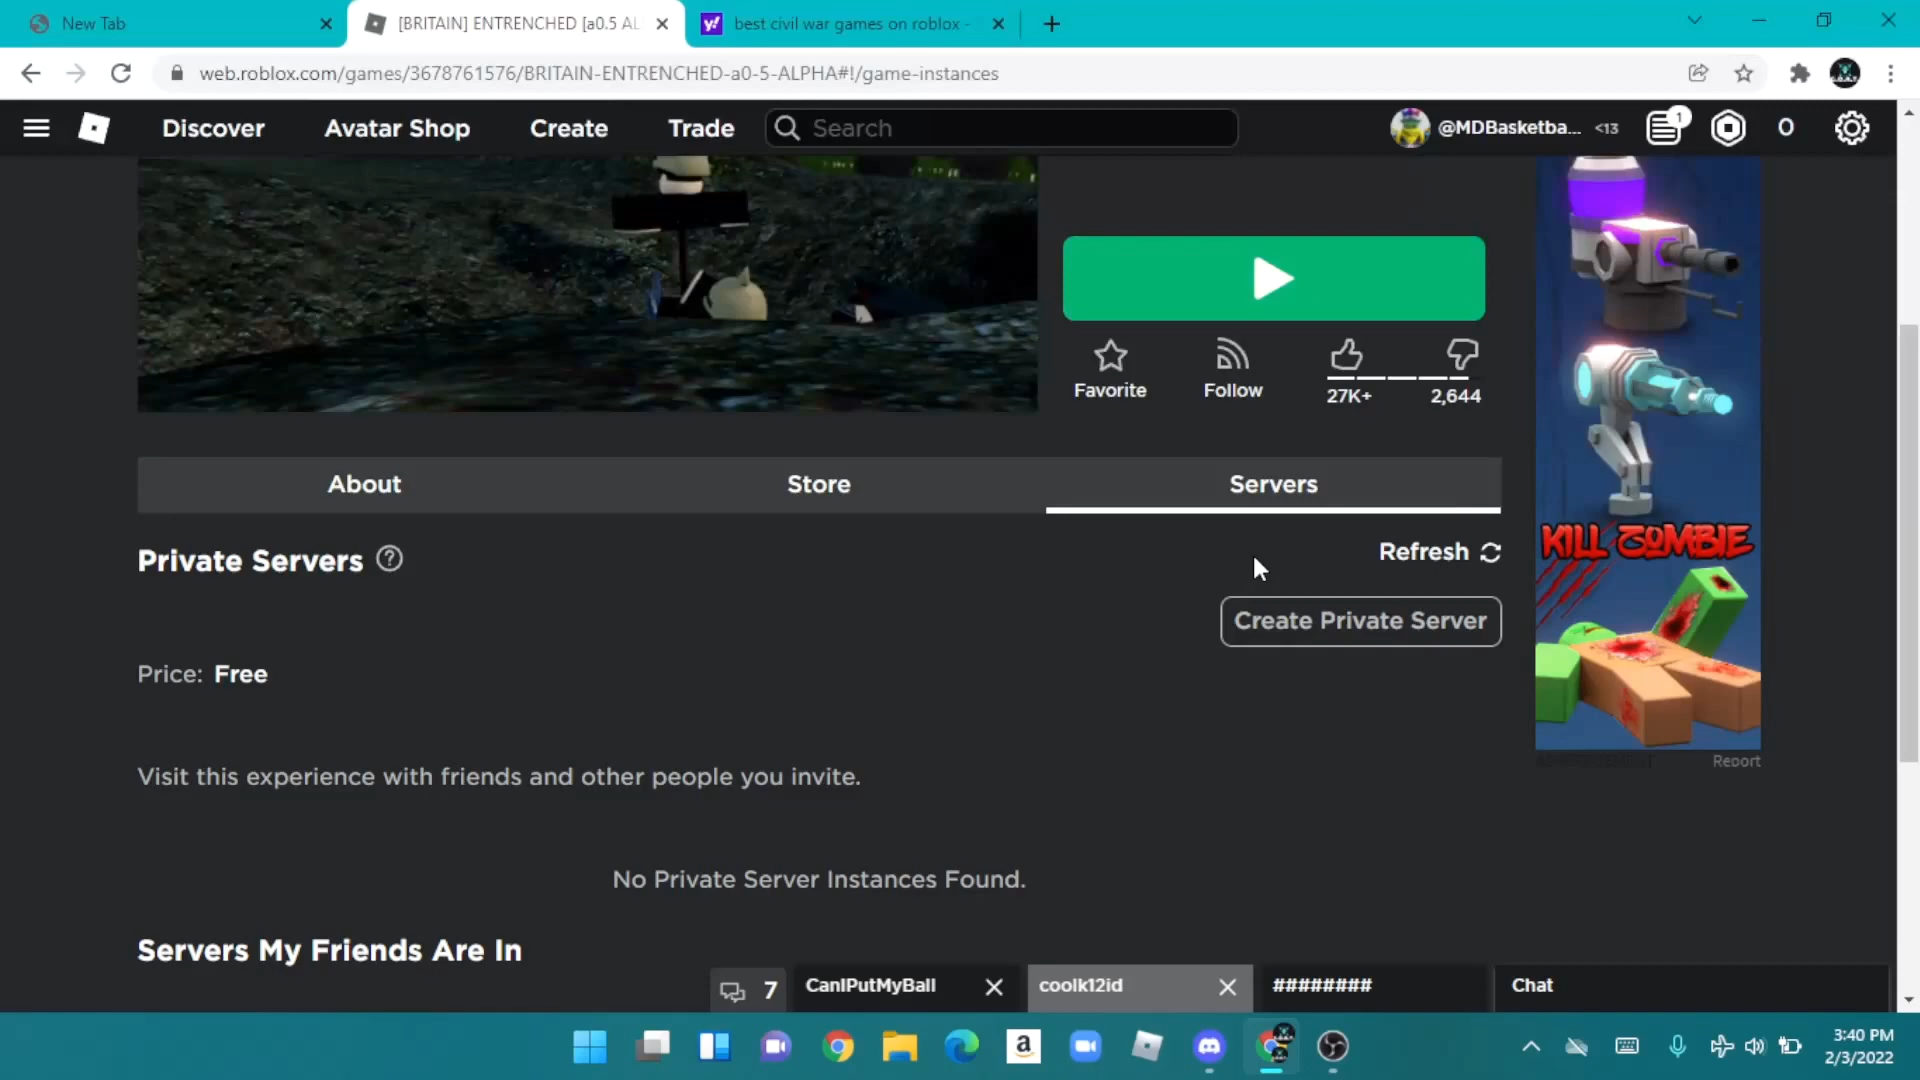 New Tab
[BRITAIN] ENTRENCHED [a0.5 AL
y!
best civil war games on roblox -
web.roblox.com/games/3678761576/BRITAIN-ENTRENCHED-a0-5-ALPHA#!/game-instances
Discover
Avatar Shop
Create
Trade
Search
@MDBasketba... <13
1
0
Favorite
Follow
27K+
2,644
About
Store
Servers
Private Servers
Refresh
Create Private Server
Price: Free
Visit this experience with friends and other people you invite.
No Private Server Instances Found.
Servers My Friends Are In
KILL ZOMBIE
Report
7
CanIPutMyBall
coolk12id
########
Chat
a
3:40 PM
2/3/2022